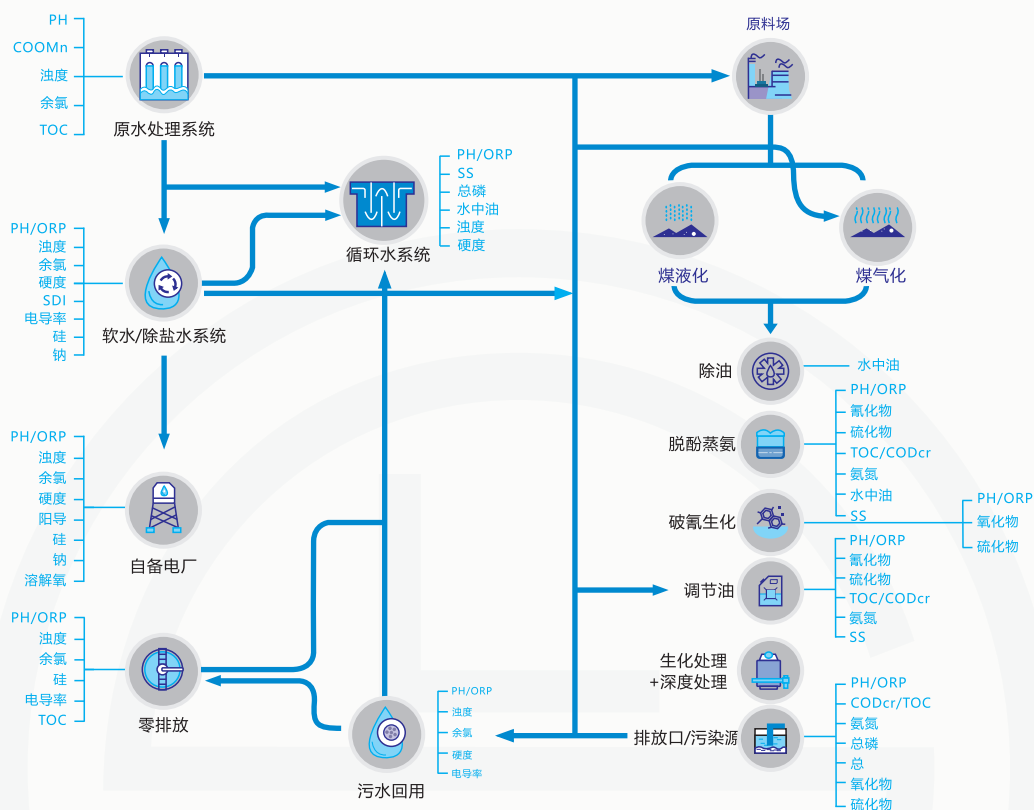 PH
COOMn
浊度
余氯
TOC
原水处理系统
原料场
PH/ORP
SS
总磷
水中油
浊度
硬度
循环水系统
PH/ORP
浊度
余氯
硬度
SDI
电导率
硅
钠
软水/除盐水系统
煤液化
煤气化
除油
水中油
脱酚蒸氨
PH/ORP
氰化物
硫化物
TOC/CODcr
氨氮
水中油
SS
PH/ORP
浊度
余氯
硬度
阳导
硅
钠
溶解氧
自备电厂
破氰生化
PH/ORP
氧化物
硫化物
调节油
PH/ORP
氰化物
硫化物
TOC/CODcr
氨氮
SS
PH/ORP
浊度
余氯
硅
电导率
TOC
零排放
生化处理
+深度处理
PH/ORP
浊度
余氯
硬度
电导率
污水回用
排放口/污染源
PH/ORP
CODcr/TOC
氨氮
总磷
总
氧化物
硫化物